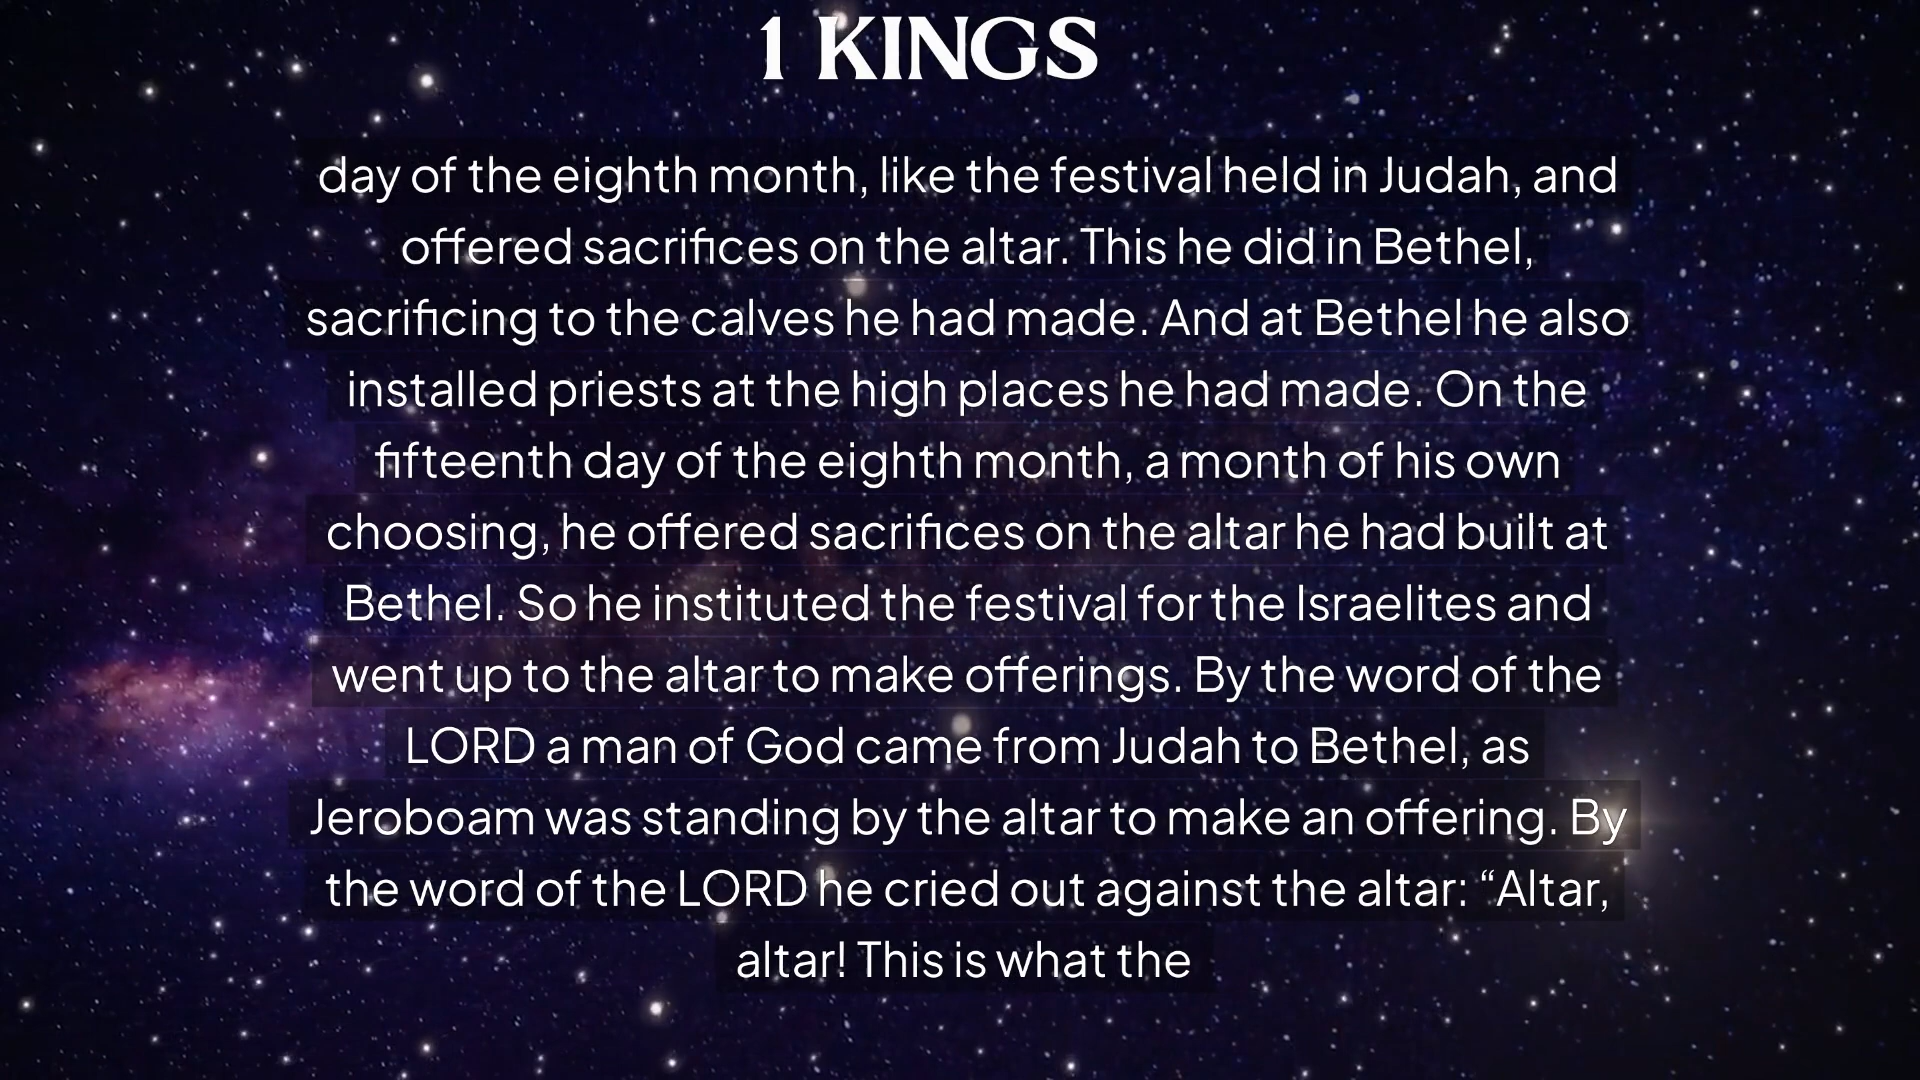 1 KINGS
day of the eighth month, like the festival held in Judah, and
offered sacrifices on the altar. This he did in Bethel,
sacrificing to the calves he had made. And at Bethel he also
installed priests at the high places he had made. On the
fifteenth day of the eighth month, a month of his own
choosing, he offered sacrifices on the altar he had built at
Bethel. So he instituted the festival for the Israelites and
went up to the altar to make offerings. By the word of the
LORD a man of God came from Judah to Bethel, as
Jeroboam was standing by the altar to make an offering. By
the word of the LORD he cried out against the altar: “Altar,
altar! This is what the